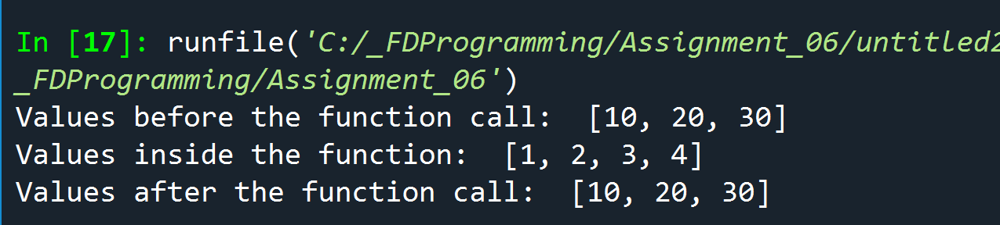 In [17]: runfile('C:/_FDProgramming/Assignment_06/untitled2
_FDProgramming/Assignment_06')
Values before the function call:  [10, 20, 30]
Values inside the function:  [1, 2, 3, 4]
Values after the function call:  [10, 20, 30]